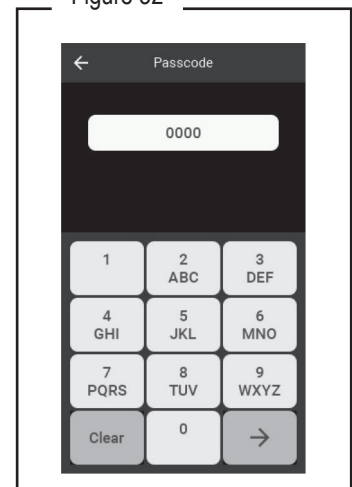 Figure 32
← Passcode
0000
1 2 3
ABC DEF
4 5 6
GHI JKL MNO
7 8 9
PQRS TUV WXYZ
Clear 0 →